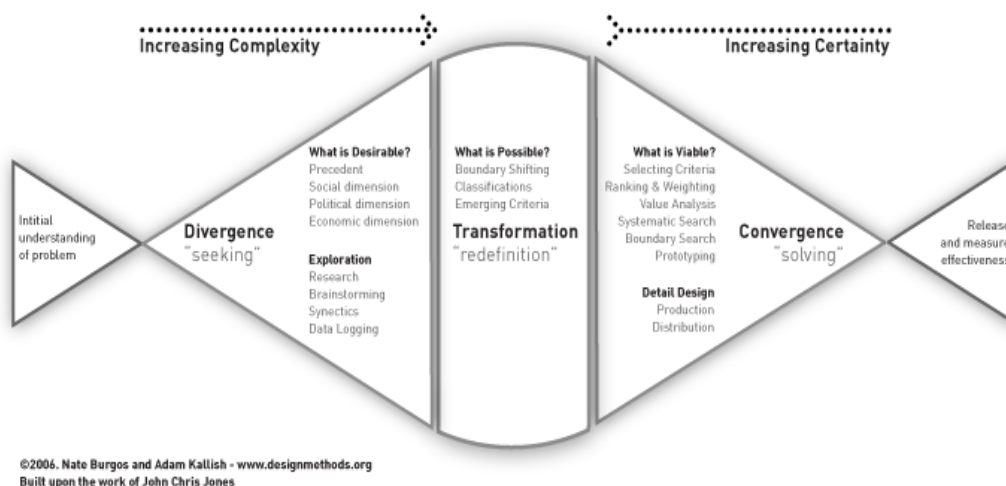 Increasing Complexity
Increasing Certainty
Intitial
understanding
of problem
Divergence
"seeking"
What is Desirable?
Precedent
Social dimension
Political dimension
Economic dimension
Exploration
Research
Brainstorming
Synectics
Data Logging
What is Possible?
Boundary Shifting
Classifications
Emerging Criteria
Transformation
"redefinition"
What is Viable?
Selecting Criteria
Ranking & Weighting
Value Analysis
Systematic Search
Boundary Search
Prototyping
Detail Design
Production
Distribution
Convergence
"solving"
Release
and measure
effectiveness
©2006. Nate Burgos and Adam Kallish - www.designmethods.org
Built upon the work of John Chris Jones